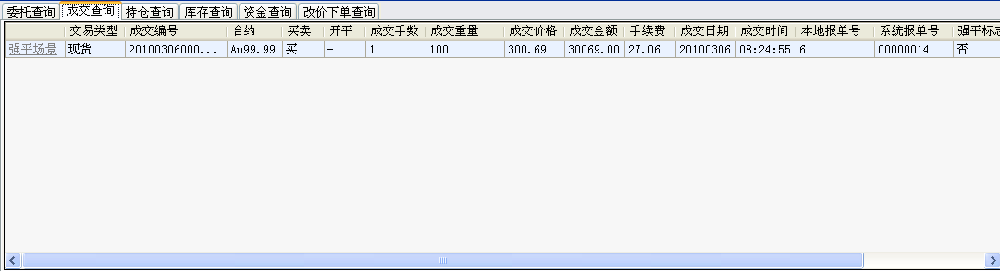 委托查询 成交查询 持仓查询 库存查询 资金查询 改价下单查询
交易类型 成交编号 合约 买卖 开平 成交手数 成交重量 成交价格 成交金额 手续费 成交日期 成交时间 本地报单号 系统报单号 强平标志
强平场景 现货 20100306000... Au99.99 买 - 1 100 300.69 30069.00 27.06 20100306 08:24:55 6 00000014 否